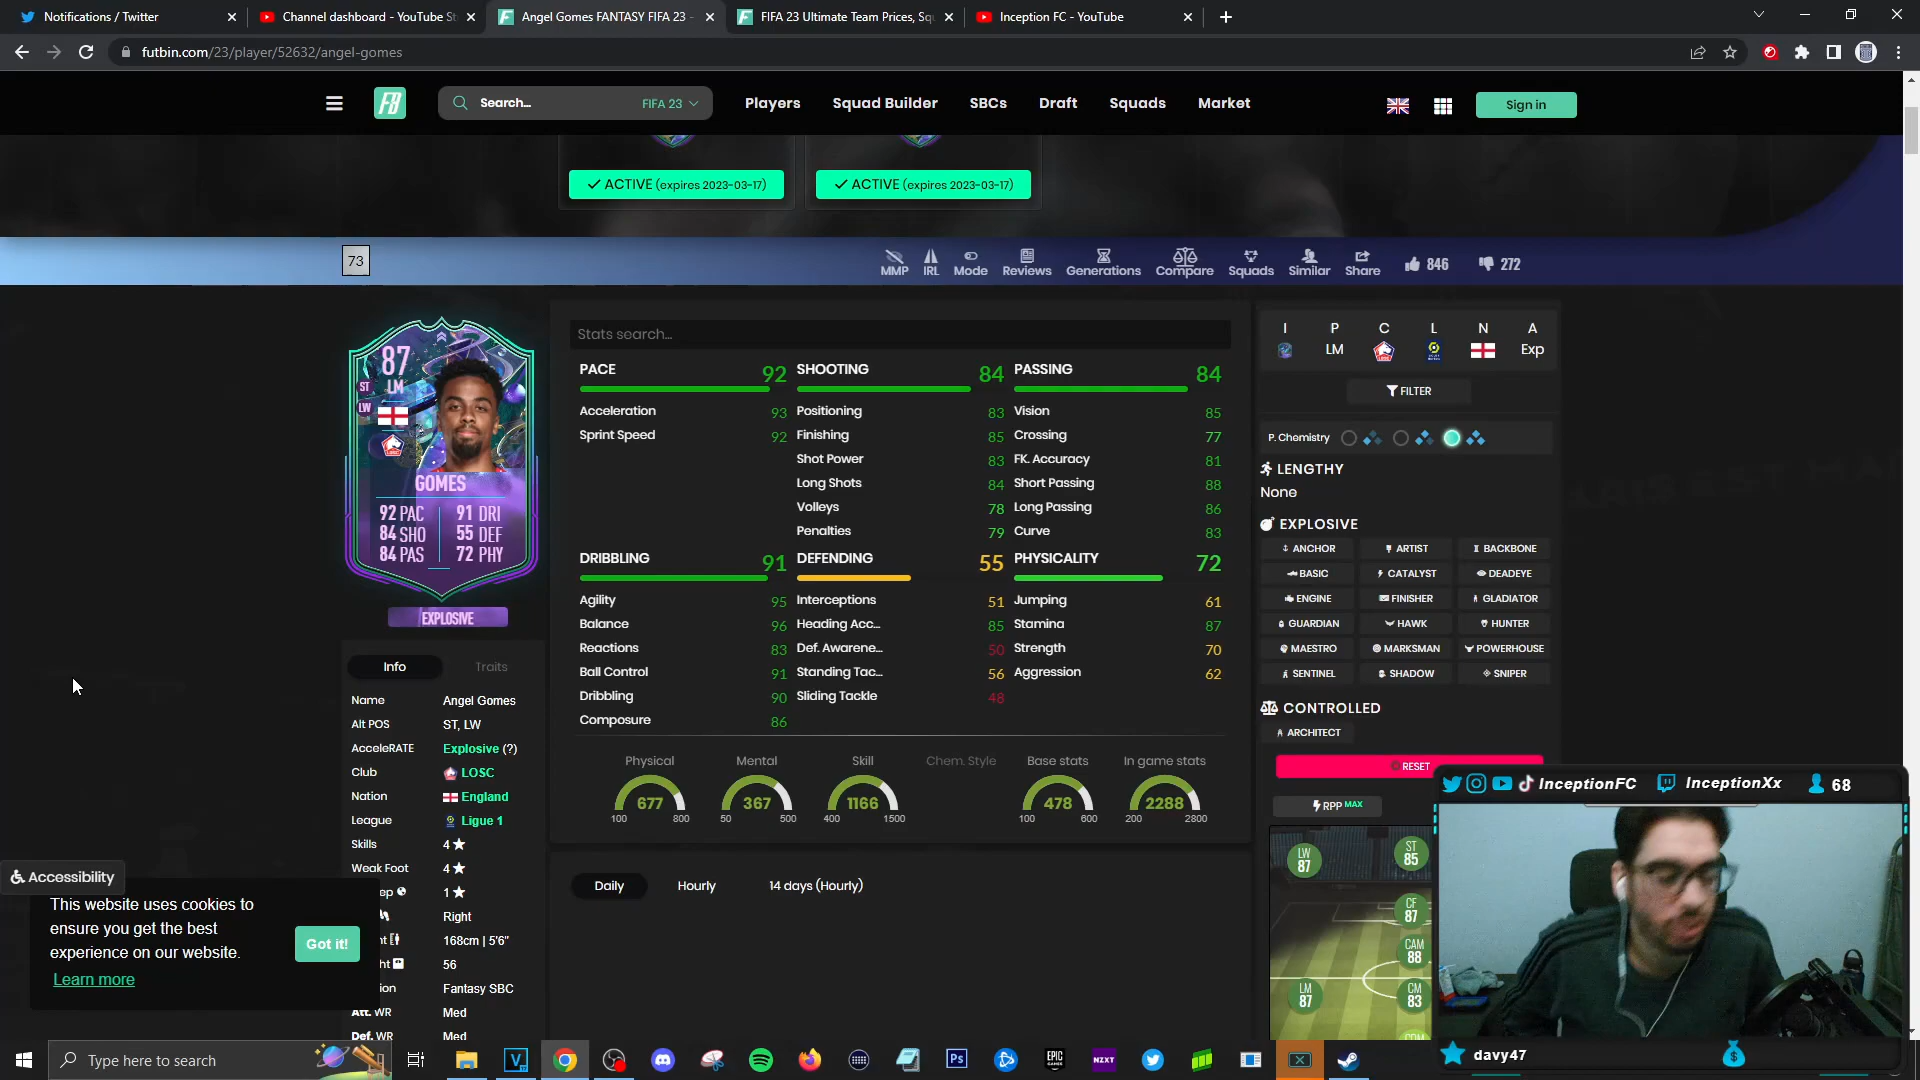 Notifications / Twitter
Channel dashboard - YouTube St
Angel Gomes FANTASY FIFA 23 -
FIFA 23 Ultimate Team Prices, Sq
Inception FC - YouTube
futbin.com/23/player/52632/angel-gomes
FB
Search...
FIFA 23
Players
Squad Builder
SBCs
Draft
Squads
Market
Sign in
ACTIVE (expires 2023-03-17)
ACTIVE (expires 2023-03-17)
73
MMP
IRL
Mode
Reviews
Generations
Compare
Squads
Similar
Share
846
272
87
LM
ST
LW
GOMES
92 PAC 91 DRI
84 SHO 55 DEF
84 PAS 72 PHY
EXPLOSIVE
Info
Traits
Name Angel Gomes
Alt POS ST, LW
AcceleRATE Explosive (?)
Club LOSC
Nation England
League Ligue 1
Skills 4
Weak Foot 4
1
Right
168cm | 5'6"
56
Fantasy SBC
Att. WR Med
Def. WR Med
Stats search...
PACE 92
Acceleration 93
Sprint Speed 92
SHOOTING 84
Positioning 83
Finishing 85
Shot Power 83
Long Shots 84
Volleys 78
Penalties 79
PASSING 84
Vision 85
Crossing 77
FK. Accuracy 81
Short Passing 88
Long Passing 86
Curve 83
DRIBBLING 91
Agility 95
Balance 96
Reactions 83
Ball Control 91
Dribbling 90
Composure 86
DEFENDING 55
Interceptions 51
Heading Acc... 85
Def. Awarene... 50
Standing Tac... 56
Sliding Tackle 48
PHYSICALITY 72
Jumping 61
Stamina 87
Strength 70
Aggression 62
Physical
677
100 800
Mental
367
50 500
Skill
1166
400 1500
Chem. Style
Base stats
478
100 600
In game stats
2288
200 2800
Daily
Hourly
14 days (Hourly)
I P C L N A
LM Exp
FILTER
P. Chemistry
LENGTHY
None
EXPLOSIVE
ANCHOR ARTIST BACKBONE
BASIC CATALYST DEADEYE
ENGINE FINISHER GLADIATOR
GUARDIAN HAWK HUNTER
MAESTRO MARKSMAN POWERHOUSE
SENTINEL SHADOW SNIPER
CONTROLLED
ARCHITECT
RESET
RPP MAX
LW
87
ST
85
CF
87
CAM
88
LM
87
CM
83
InceptionFC
InceptionXx
68
davy47
Accessibility
This website uses cookies to
ensure you get the best
experience on our website.
Learn more
Got it!
Type here to search
V
Ps
EPIC
GAMES
NZXT